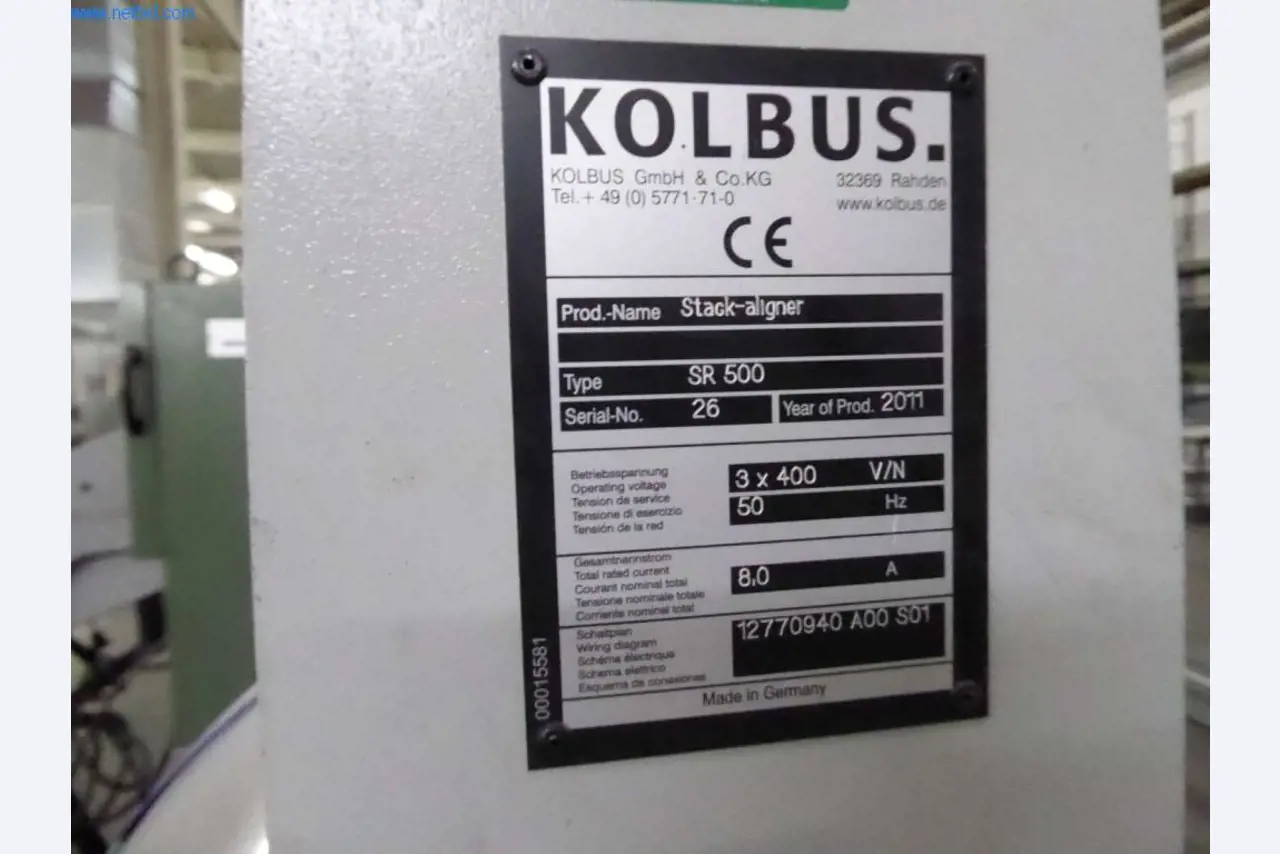 www.netbid.com
KOLBUS.
KOLBUS GmbH & Co.KG 32369 Rahden
Tel.+ 49 (0) 5771-71-0 www.kolbus.de
CE
Prod.-Name Stack-aligner
Type SR 500
Serial-No. 26 Year of Prod. 2011
Betriebsspannung
Operating voltage
Tension de service
Tensione di esercizio
Tensión de la red
3 x 400 V/N
50 Hz
Gesamtnennstrom
Total rated current
Courant nominal total
Tensione nominale totale
Corriente nominal total
8,0 A
Schaltplan
Wiring diagram
Schéma électrique
Schema elettrico
Esquema de conexiones
12770940 A00 S01
Made in Germany
00015581